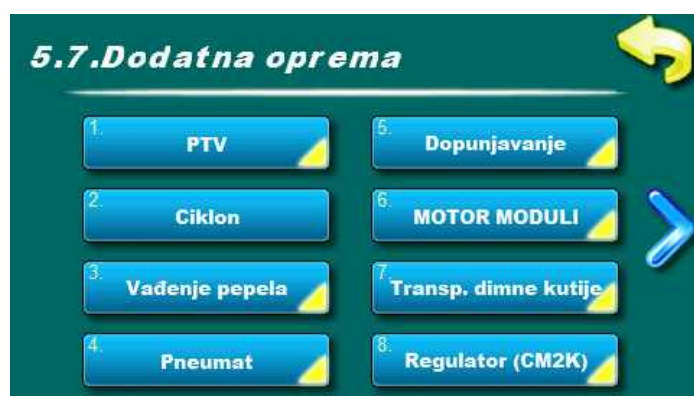 5.7.Dodatna oprema
1. PTV
2. Ciklon
3. Vađenje pepela
4. Pneumat
5. Dopunjavanje
6. MOTOR MODULI
7. Transp. dimne kutije
8. Regulator (CM2K)